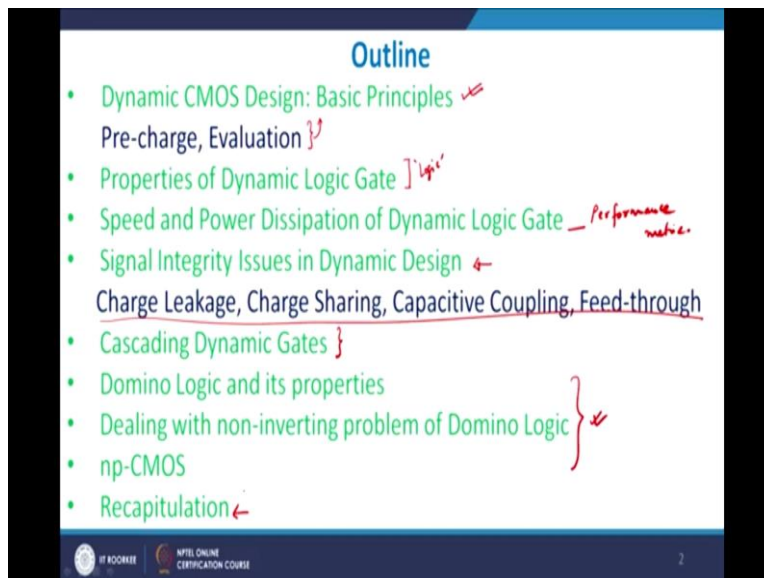 Outline
• Dynamic CMOS Design: Basic Principles
Pre-charge, Evaluation
• Properties of Dynamic Logic Gate 'Logic'
• Speed and Power Dissipation of Dynamic Logic Gate Performance
metric.
• Signal Integrity Issues in Dynamic Design
Charge Leakage, Charge Sharing, Capacitive Coupling, Feed-through
• Cascading Dynamic Gates
• Domino Logic and its properties
• Dealing with non-inverting problem of Domino Logic
• np-CMOS
• Recapitulation
IIT ROORKEE
NPTEL ONLINE
CERTIFICATION COURSE
2